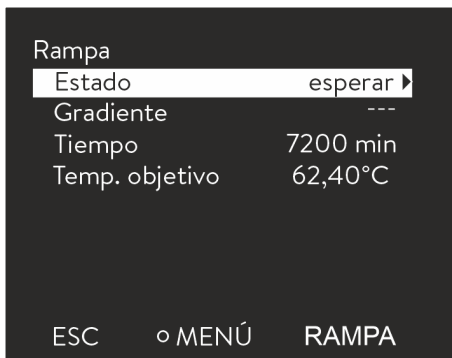 Rampa
Estado esperar
Gradiente ---
Tiempo 7200 min
Temp. objetivo 62,40°C
ESC MENÚ RAMPA